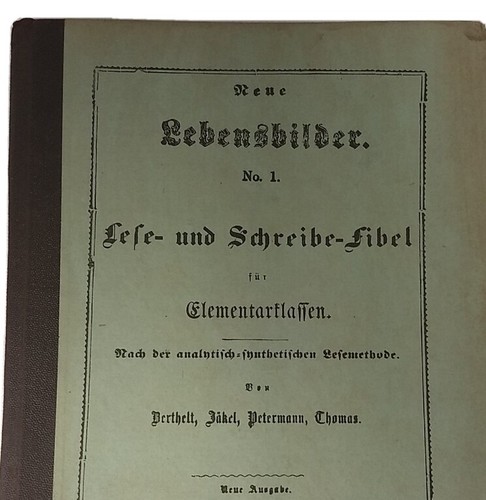 Neue
Lebensbilder.
No. 1.
Lese- und Schreibe-Fibel
für
Elementarklassen.
Nach der analytisch-synthetischen Lesemethode.
Von
Berthelt, Jäkel, Petermann, Thomas.
Neue Ausgabe.